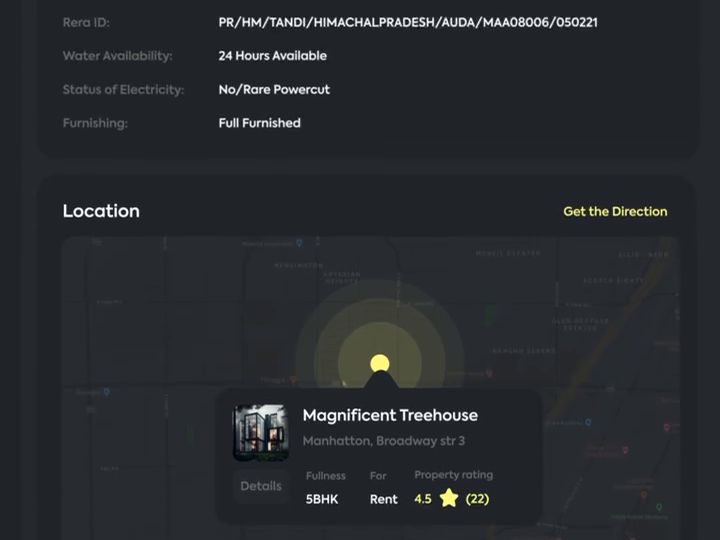 Rera ID: PR/HM/TANDI/HIMACHALPRADESH/AUDA/MAA08006/050221
Water Availability: 24 Hours Available
Status of Electricity: No/Rare Powercut
Furnishing: Full Furnished
Location Get the Direction
KENSINGTON
Magnificent Treehouse
Manhatton, Broadway str 3
Fullness For Property rating
Details 5BHK Rent 4.5 (22)